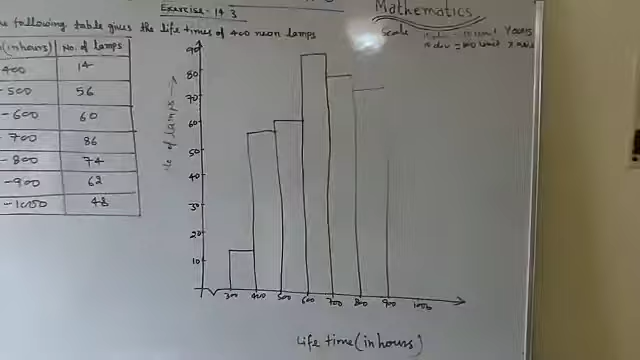 Exercise - 14.3
Mathematics
following table gives the life times of 400 neon lamps
(in hours) No. of lamps
400 14
-500 56
-600 60
-700 86
-800 74
-900 62
-1000 48
Scale
of lamps
90
80
70
60
50
40
30
20
10
300 400 500 600 700 800 900 1000
Life time (in hours)